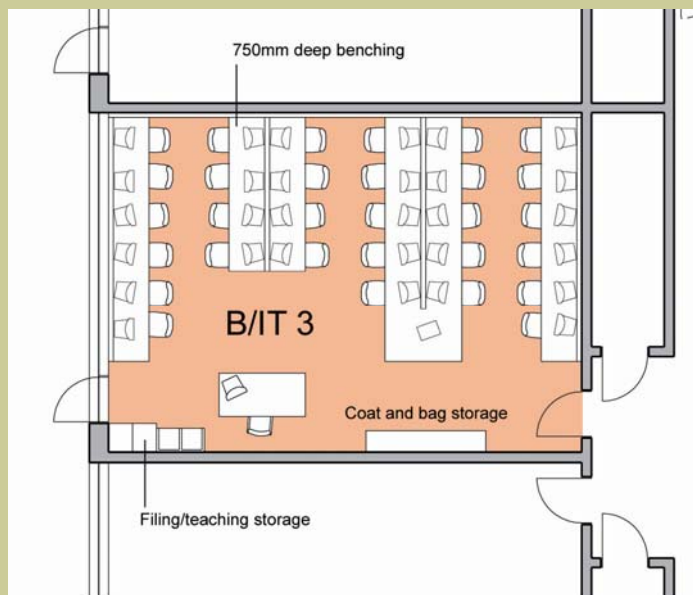 750mm deep benching
B/IT 3
Coat and bag storage
Filing/teaching storage